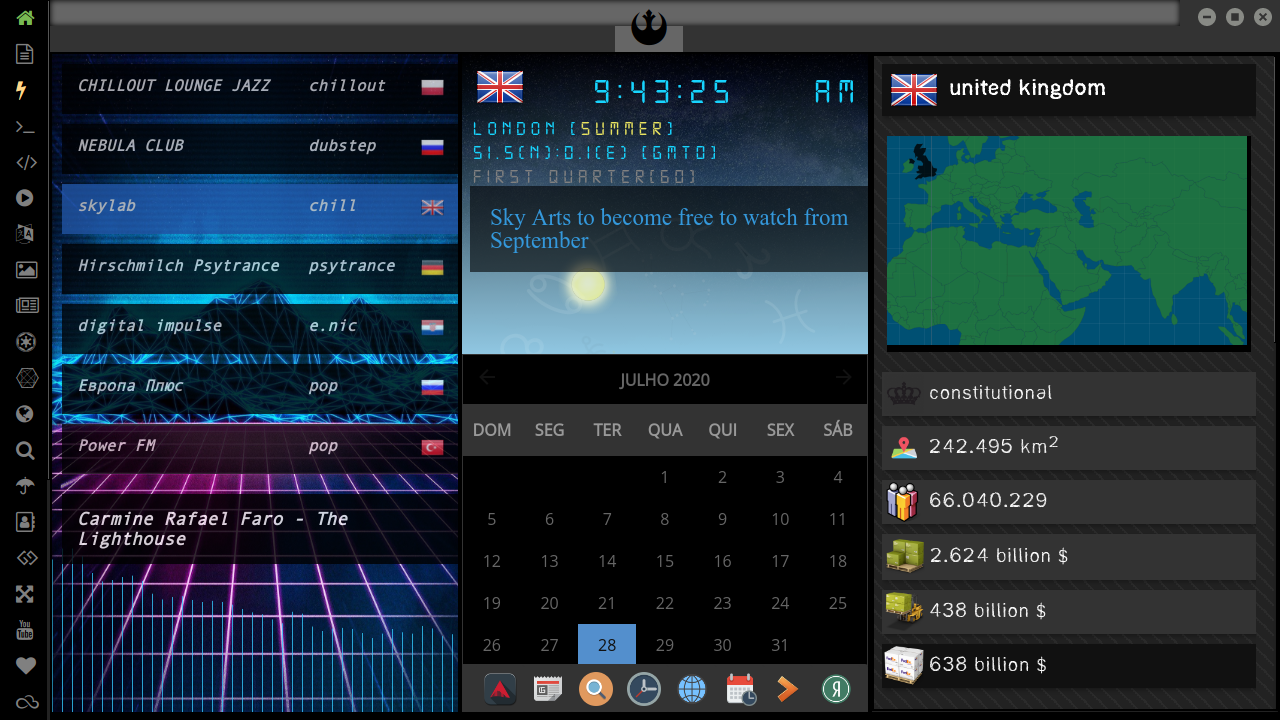 CHILLOUT LOUNGE JAZZ chillout
NEBULA CLUB dubstep
skylab chill
Hirschmilch Psytrance psytrance
digital impulse e.nic
Европа Плюс pop
Power FM pop
Carmine Rafael Faro - The
Lighthouse
9:43:25 AM
LONDON (SUMMER)
51.5(N):0.1(E) (GMT0)
FIRST QUARTER(60)
Sky Arts to become free to watch from
September
JULHO 2020
DOM SEG TER QUA QUI SEX SÁB
1 2 3 4
5 6 7 8 9 10 11
12 13 14 15 16 17 18
19 20 21 22 23 24 25
26 27 28 29 30 31
united kingdom
constitutional
242.495 km²
66.040.229
2.624 billion $
438 billion $
638 billion $
You
Tube
Я